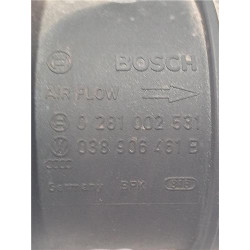 BOSCH
AIR FLOW
0 281 002 531
038 906 461 B
Germany